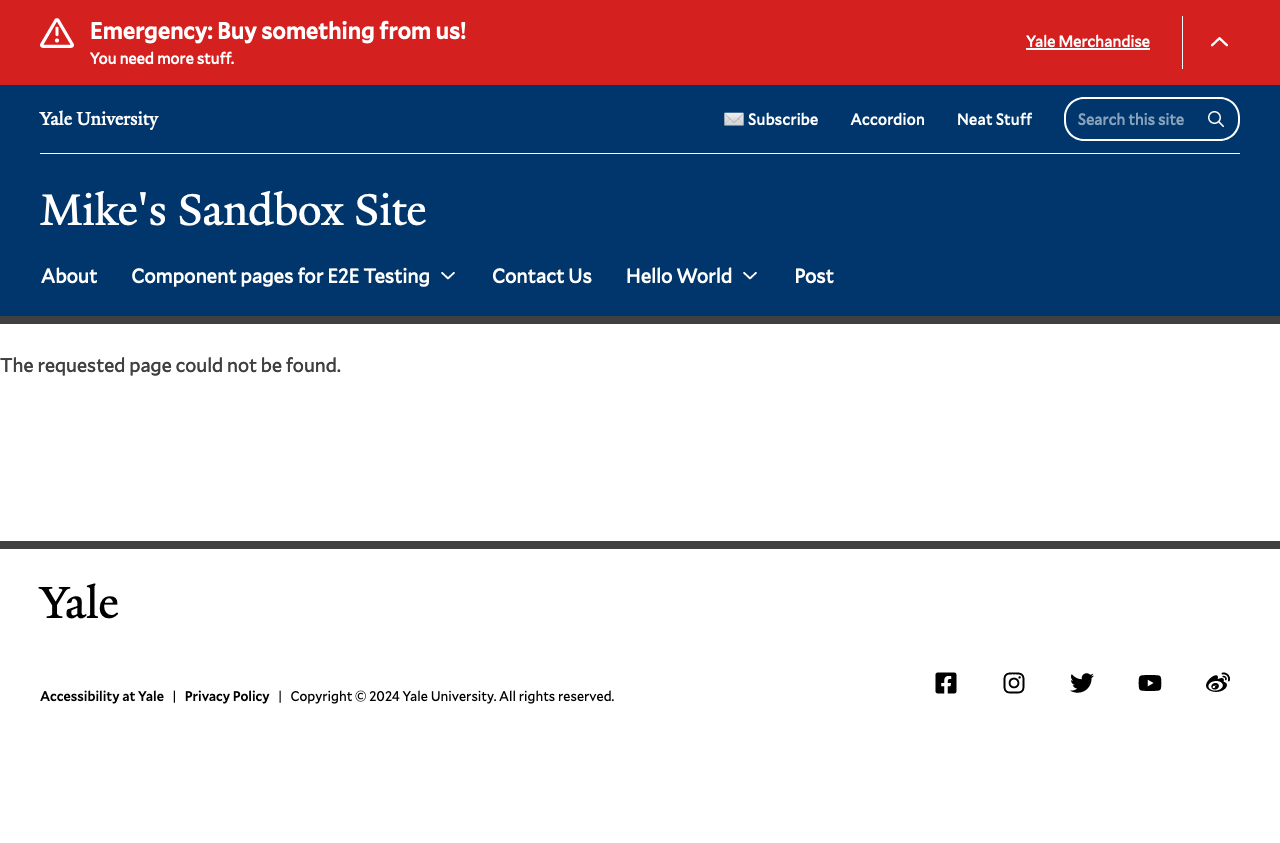 Emergency: Buy something from us!
You need more stuff.
Yale Merchandise
Yale University
Subscribe
Accordion
Neat Stuff
Search this site
Mike's Sandbox Site
About
Component pages for E2E Testing
Contact Us
Hello World
Post
The requested page could not be found.
Yale
Accessibility at Yale | Privacy Policy | Copyright © 2024 Yale University. All rights reserved.